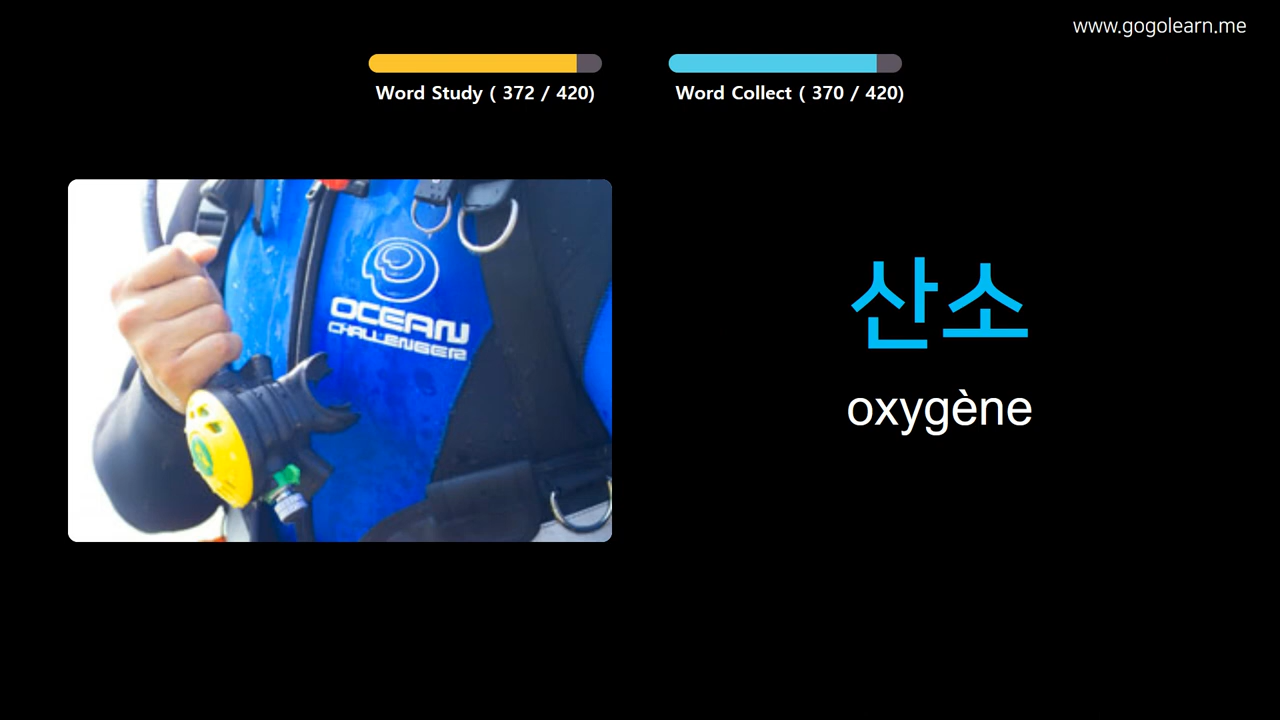 www.gogolearn.me
Word Study ( 372 / 420)
Word Collect ( 370 / 420)
OCEAN
CHALLENGER
산소
oxygène